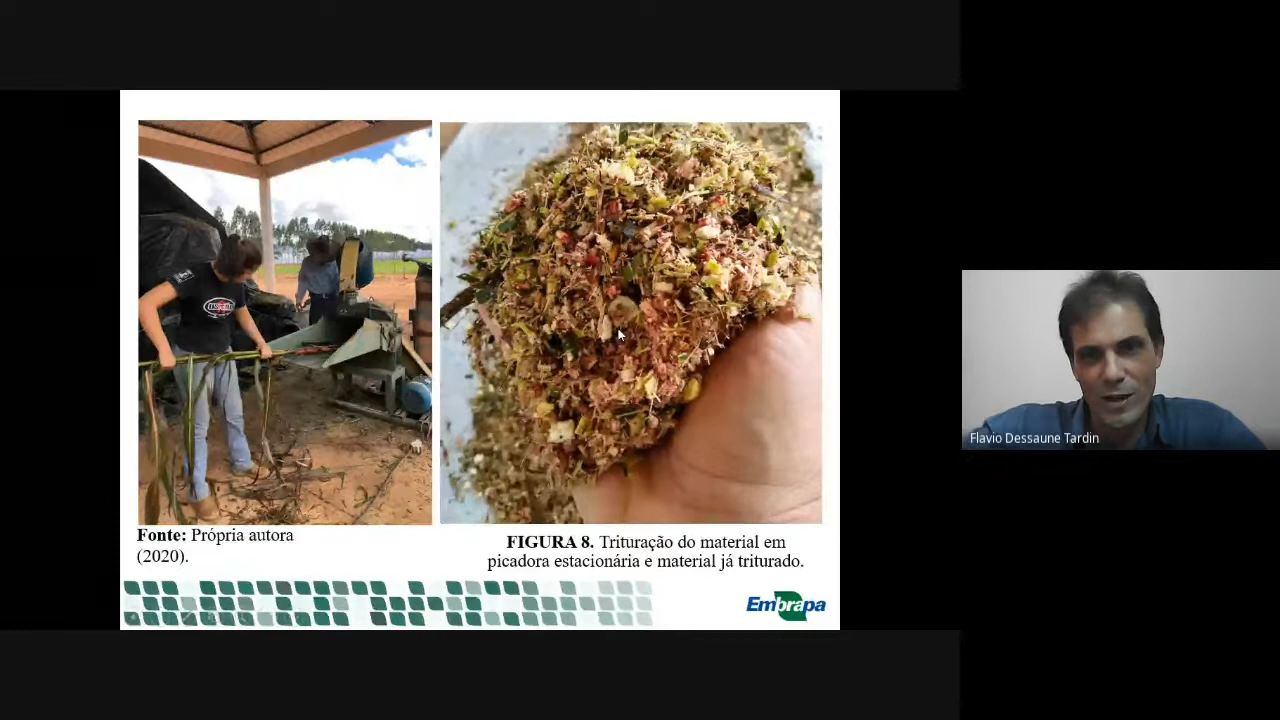 Fonte: Própria autora
(2020).
FIGURA 8. Trituração do material em
picadora estacionária e material já triturado.
Embrapa
Flavio Dessaune Tardin